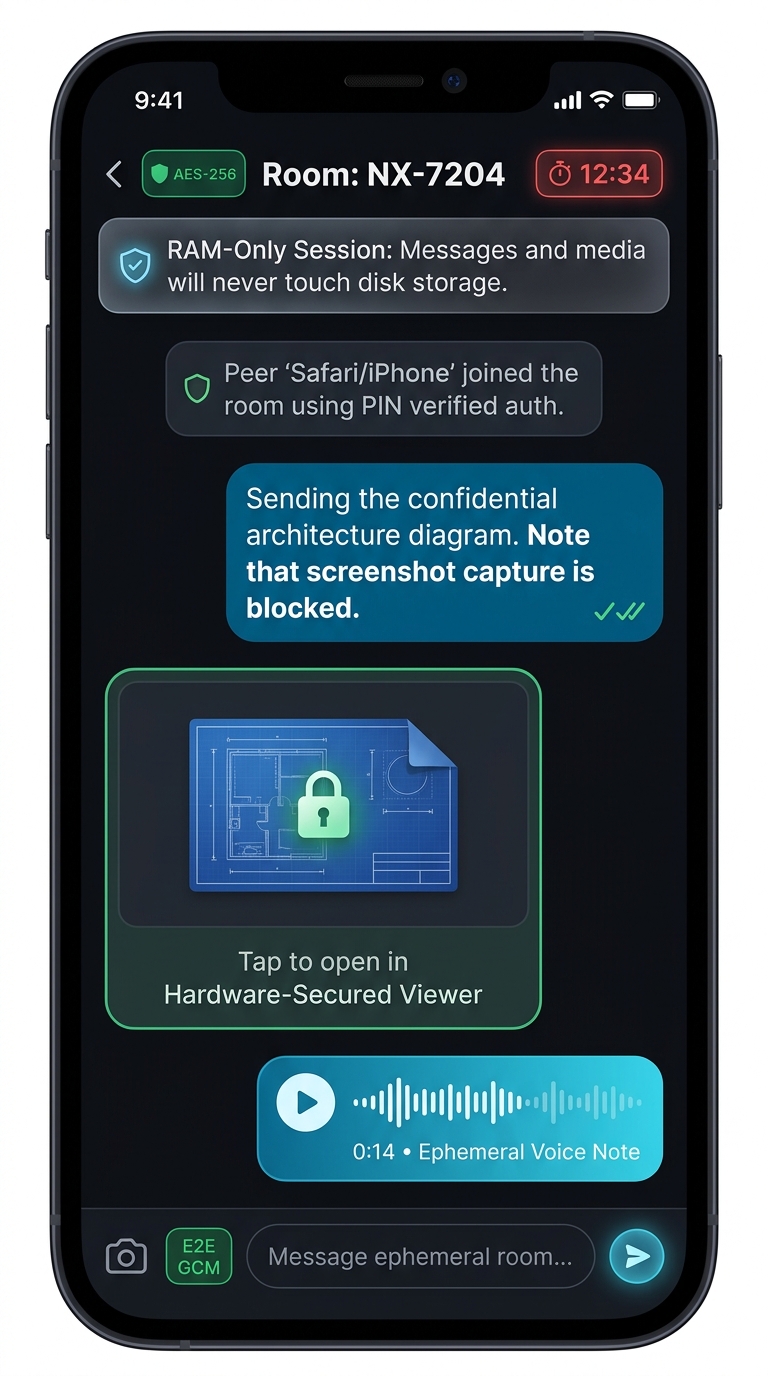 9:41
AES-256
Room: NX-7204
12:34
RAM-Only Session: Messages and media
will never touch disk storage.
Peer ‘Safari/iPhone’ joined the
room using PIN verified auth.
Sending the confidential
architecture diagram. Note
that screenshot capture is
blocked.
Tap to open in
Hardware-Secured Viewer
0:14 • Ephemeral Voice Note
E2E
GCM
Message ephemeral room...